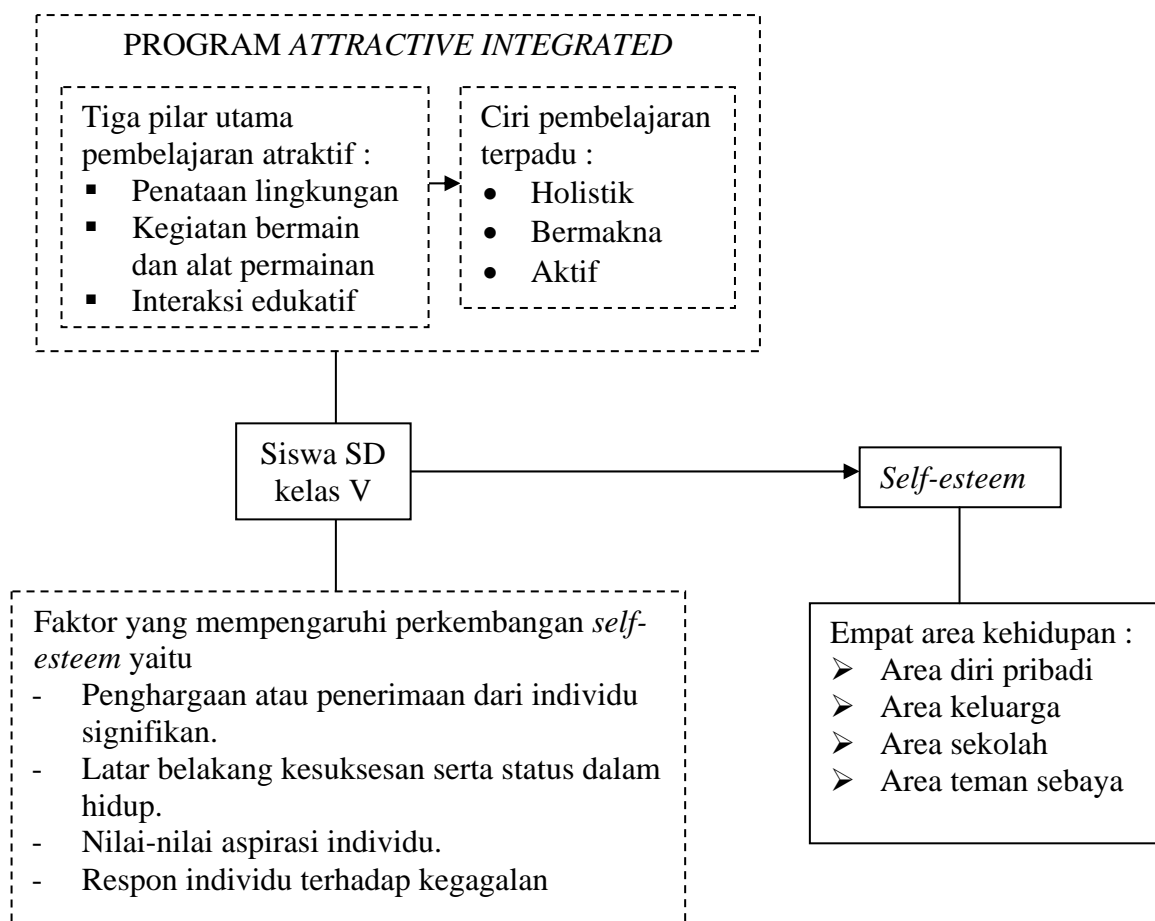 PROGRAM ATTRACTIVE INTEGRATED
Tiga pilar utama
pembelajaran atraktif :
▪ Penataan lingkungan
▪ Kegiatan bermain
dan alat permainan
▪ Interaksi edukatif
Ciri pembelajaran
terpadu :
• Holistik
• Bermakna
• Aktif
Siswa SD
kelas V
Self-esteem
Faktor yang mempengaruhi perkembangan self-
esteem yaitu
- Penghargaan atau penerimaan dari individu
signifikan.
- Latar belakang kesuksesan serta status dalam
hidup.
- Nilai-nilai aspirasi individu.
- Respon individu terhadap kegagalan
Empat area kehidupan :
➢ Area diri pribadi
➢ Area keluarga
➢ Area sekolah
➢ Area teman sebaya